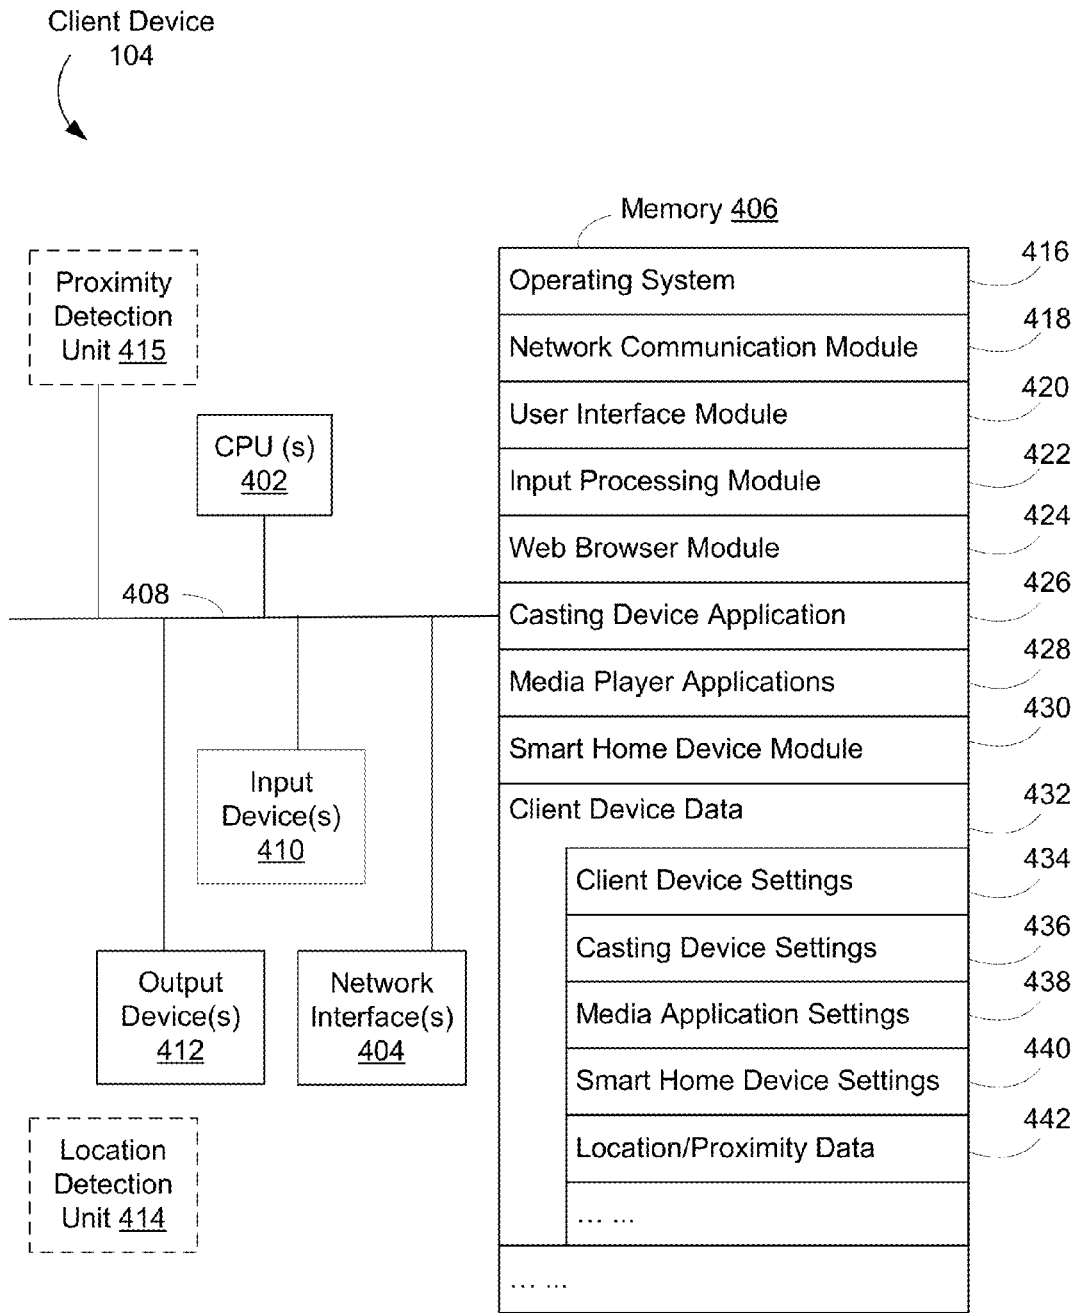 Client Device
104
Memory 406
Proximity
Detection
Unit 415
CPU (s)
402
408
Input
Device(s)
410
Output
Device(s)
412
Network
Interface(s)
404
Location
Detection
Unit 414
Operating System
416
Network Communication Module
418
User Interface Module
420
Input Processing Module
422
Web Browser Module
424
Casting Device Application
426
Media Player Applications
428
Smart Home Device Module
430
Client Device Data
432
Client Device Settings
434
Casting Device Settings
436
Media Application Settings
438
Smart Home Device Settings
440
Location/Proximity Data
442
... ...
... ...